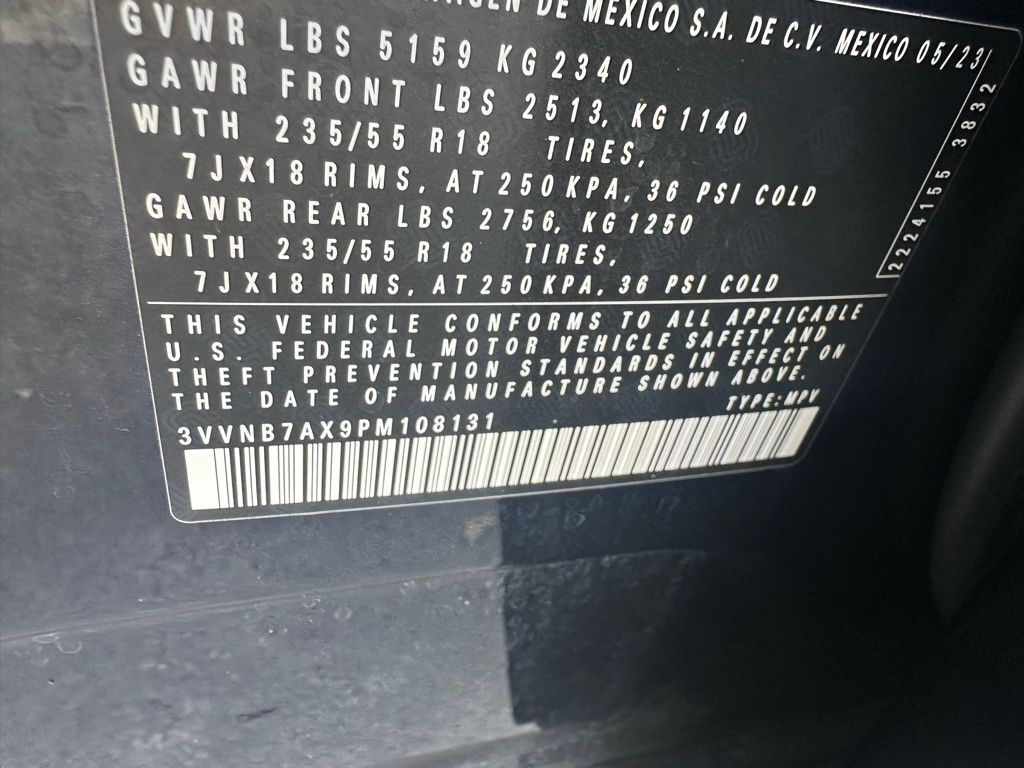 DE MEXICO S.A. DE C.V. MEXICO 05/23
GVWR LBS 5159 KG 2340
GAWR FRONT LBS 2513, KG 1140
WITH 235/55 R18 TIRES,
7JX18 RIMS, AT 250 KPA, 36 PSI COLD
GAWR REAR LBS 2756, KG 1250
WITH 235/55 R18 TIRES,
7JX18 RIMS, AT 250 KPA, 36 PSI COLD
2224155 3832
THIS VEHICLE CONFORMS TO ALL APPLICABLE
U.S. FEDERAL MOTOR VEHICLE SAFETY AND
THEFT PREVENTION STANDARDS IN EFFECT ON
THE DATE OF MANUFACTURE SHOWN ABOVE.
TYPE: MPV
3VVNB7AX9PM108131